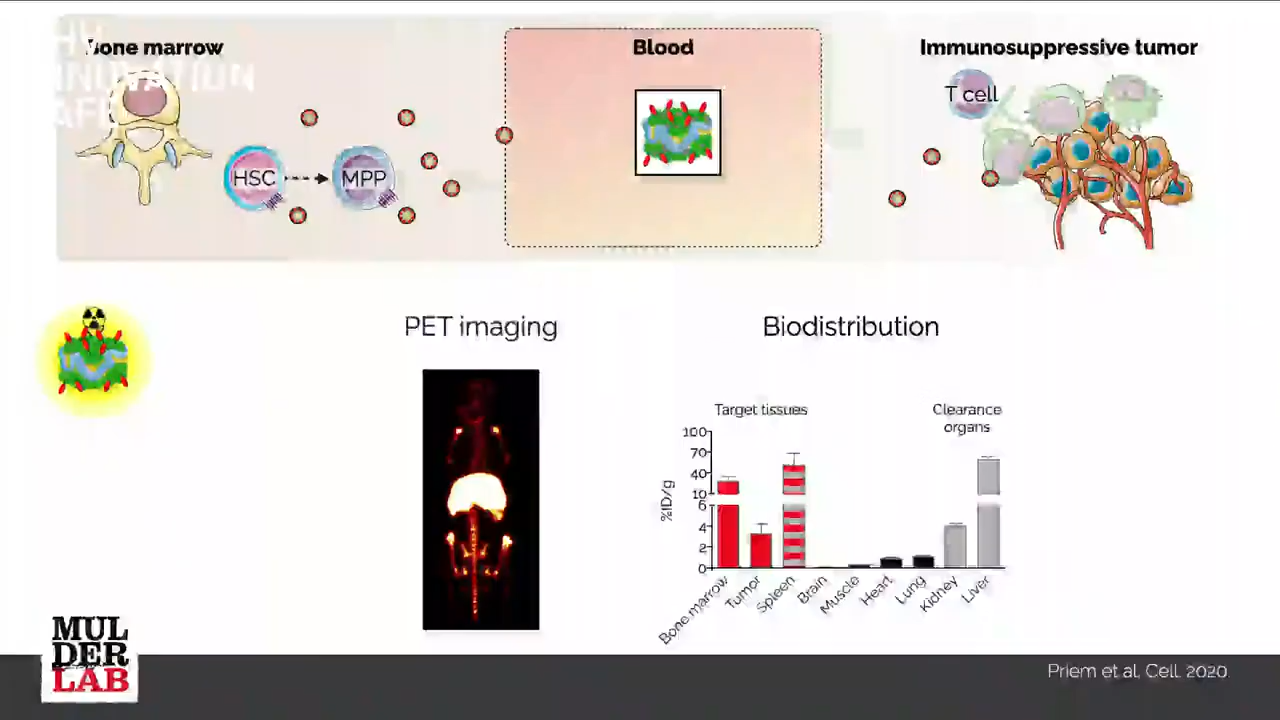 Bone marrow
Blood
Immunosuppressive tumor
T cell
HSC
MPP
PET imaging
Biodistribution
Target tissues
Clearance
organs
%ID/g
100
70
40
10
6
4
2
0
Bone marrow
Tumor
Spleen
Brain
Muscle
Heart
Lung
Kidney
Liver
MUL
DER
LAB
Priem et al, Cell. 2020